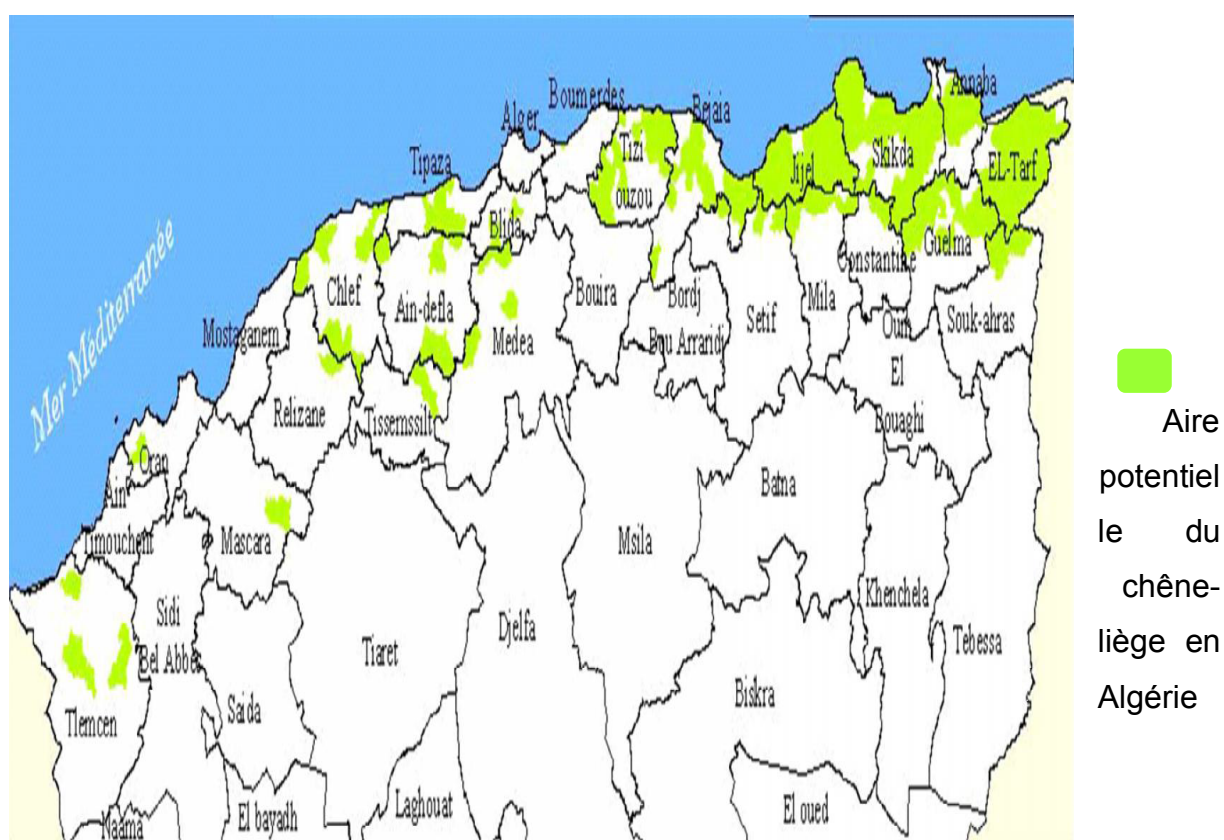 Mer Méditerranée
Annaba
Boumerdes
Bejaia
Alger
Tipaza
Tizi
ouzou
Jijel
Skikda
EL-Tarf
Blida
Guelma
Constantine
Chlef
Ain-defla
Bouira
Bordj
Bou Arraridj
Setif
Mila
Souk-ahras
Mostaganem
Medea
Oum
El
Bouaghi
Relizane
Tissemssilt
Oran
Ain
Timouchent
Mascara
Batna
Msila
Khenchela
Sidi
Bel Abbes
Tiaret
Djelfa
Tebessa
Tlemcen
Saida
Biskra
Naama
El bayadh
Laghouat
El oued
Aire
potentiel
le du
chêne-
liège en
Algérie